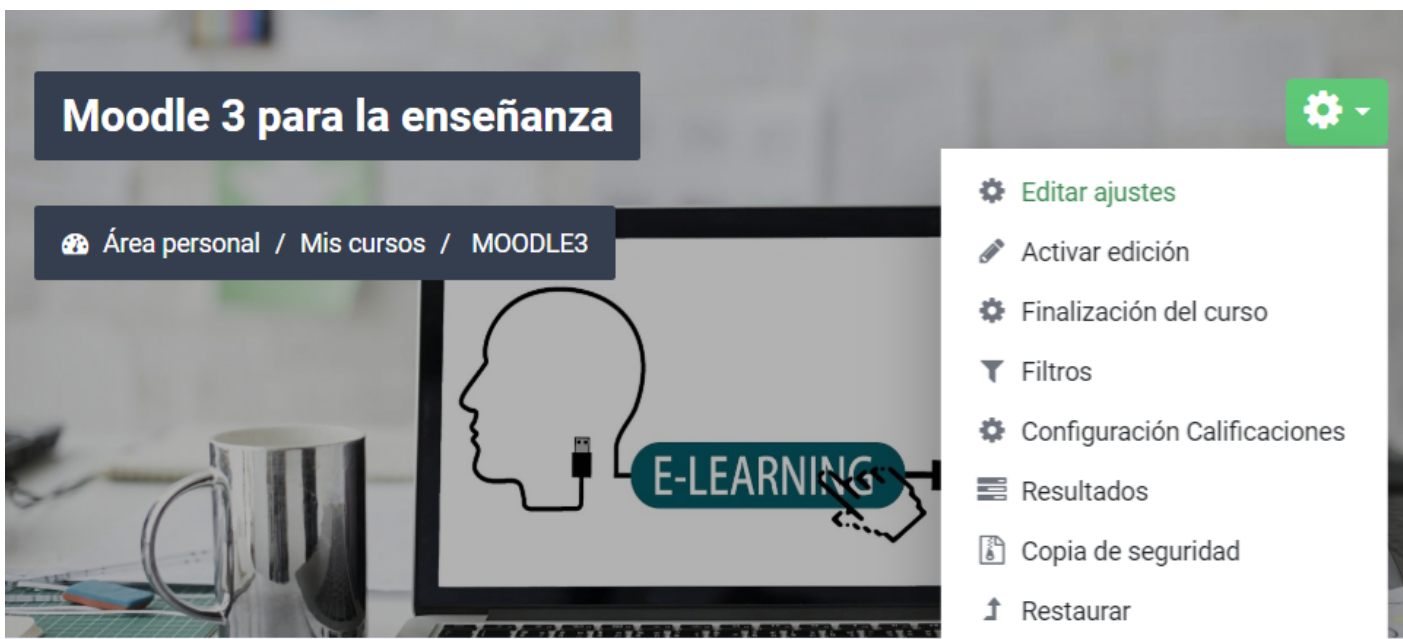 Moodle 3 para la enseñanza
Área personal / Mis cursos / MOODLE3
Editar ajustes
Activar edición
Finalización del curso
Filtros
Configuración Calificaciones
Resultados
Copia de seguridad
Restaurar
E-LEARNING